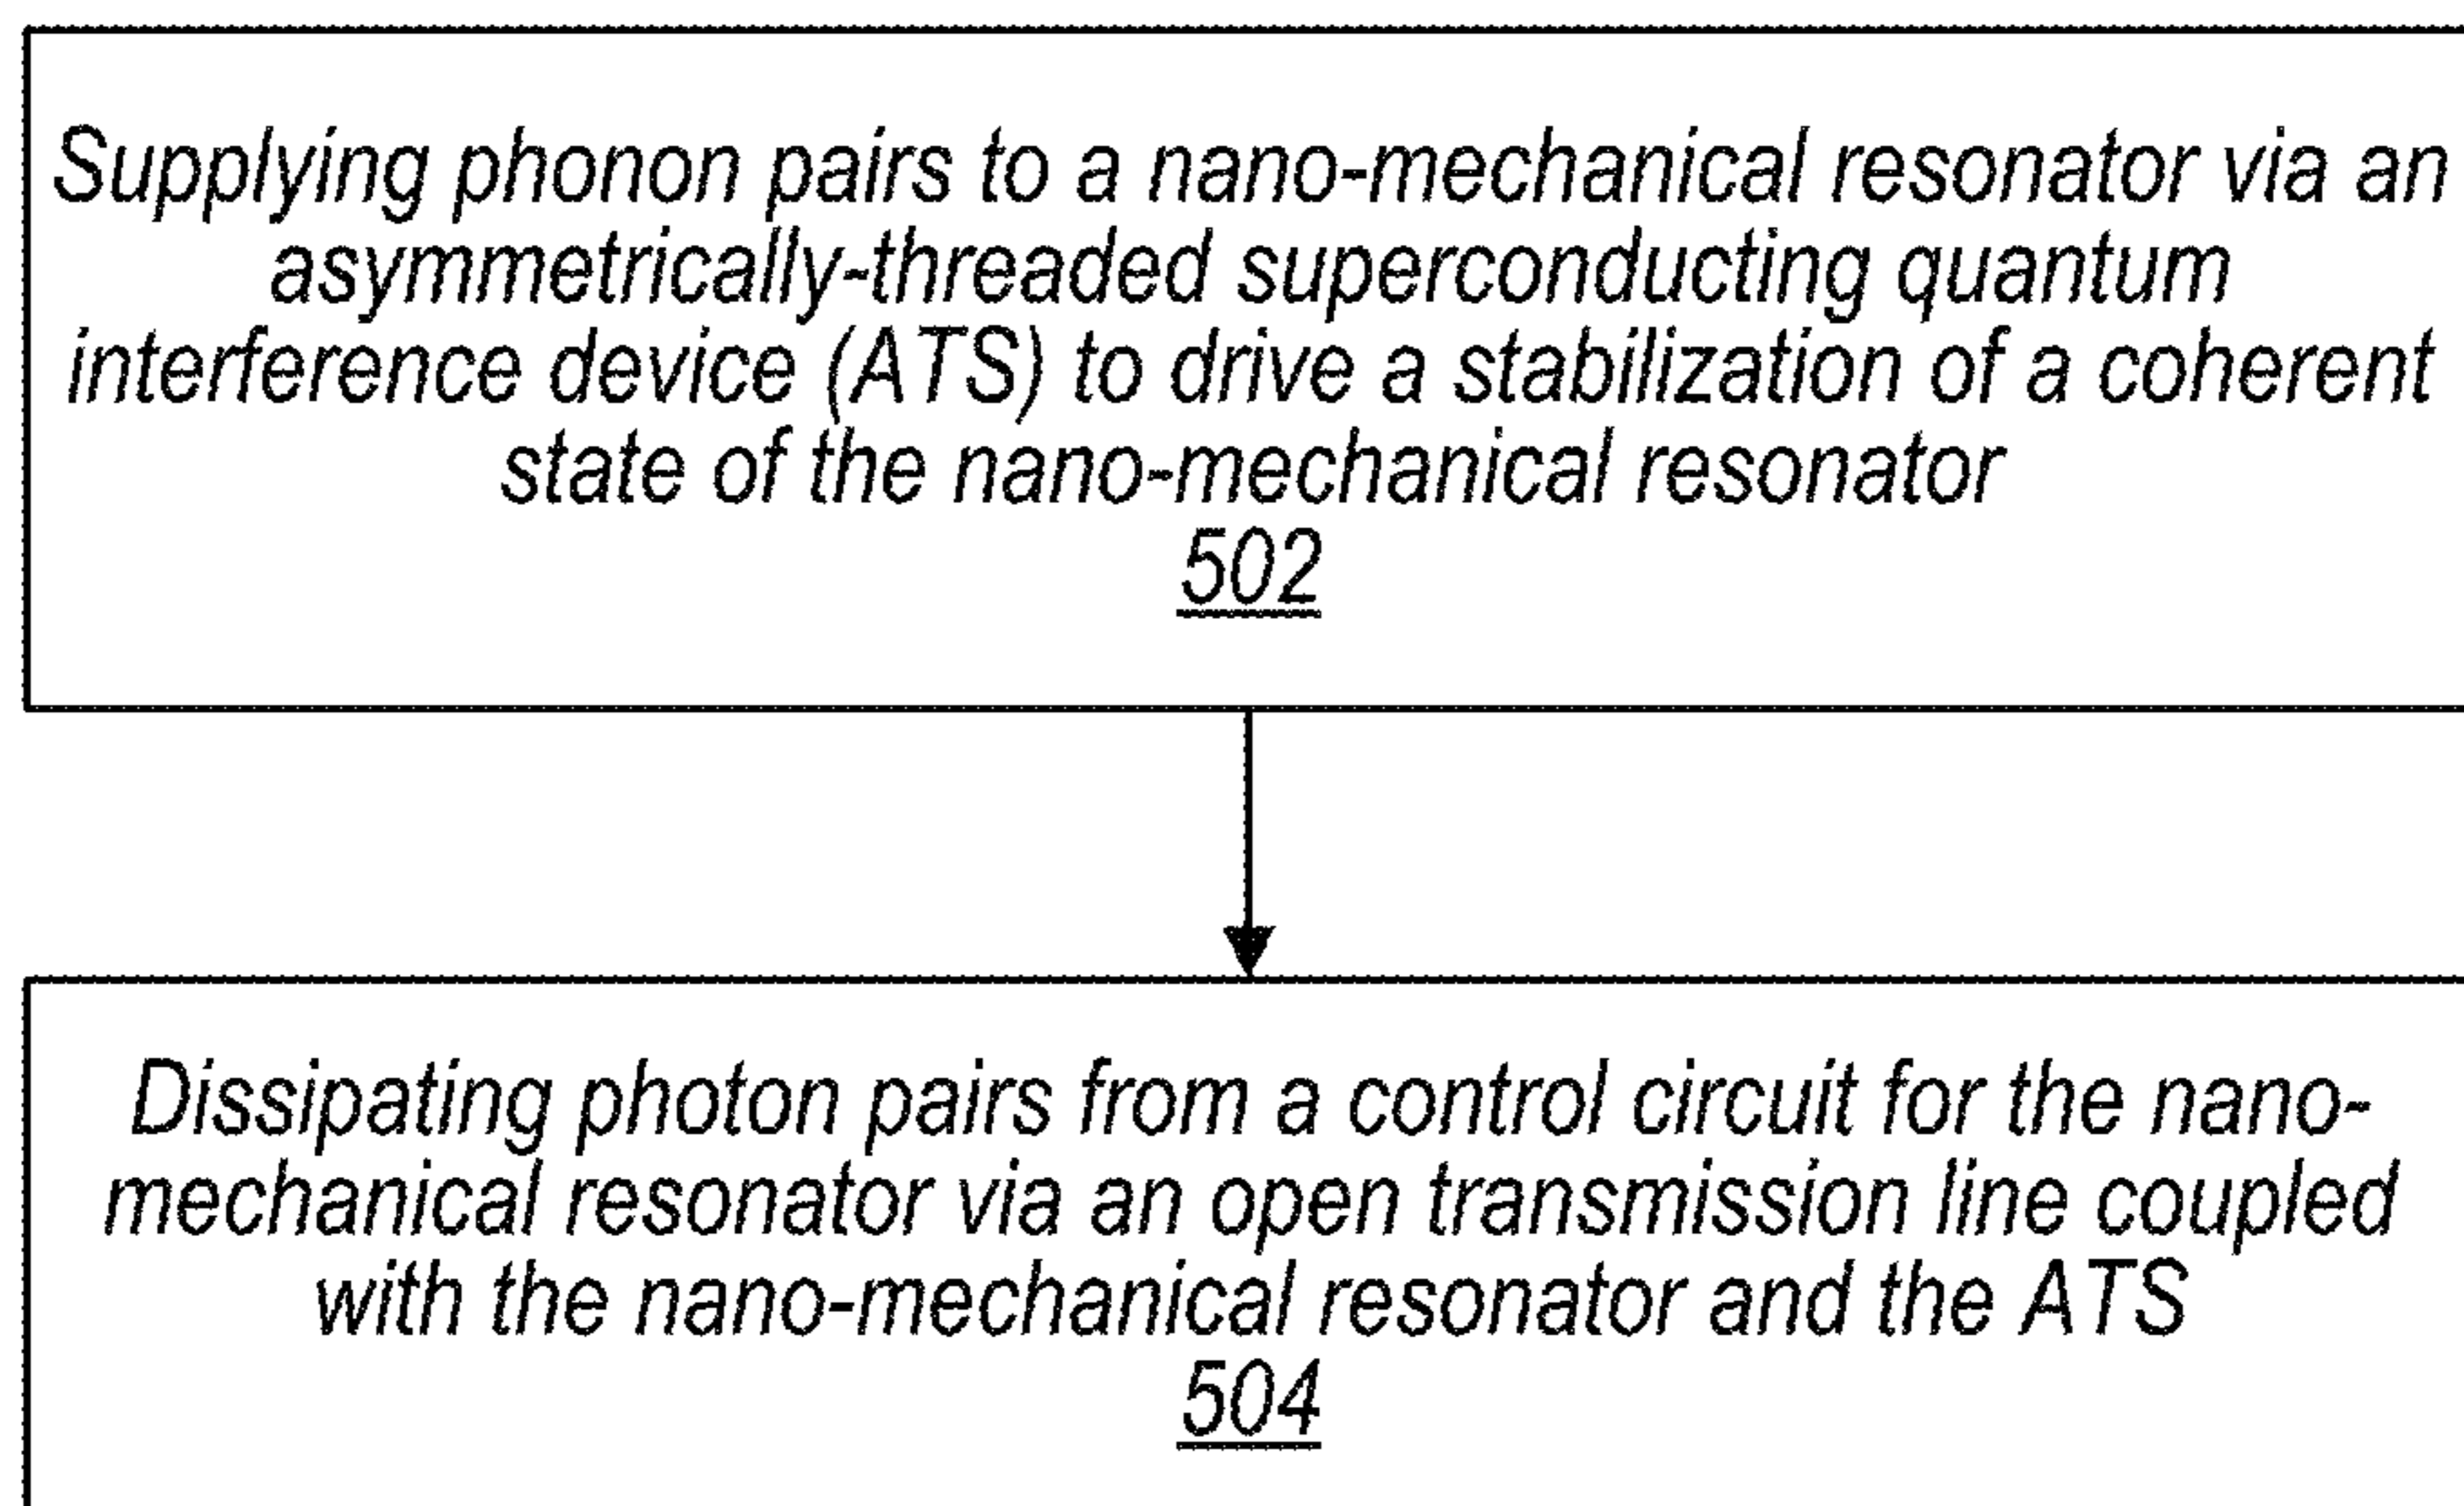 Supplying phonon pairs to a nano-mechanical resonator via an
asymmetrically-threaded superconducting quantum
interference device (ATS) to drive a stabilization of a coherent
state of the nano-mechanical resonator
502
Dissipating photon pairs from a control circuit for the nano-
mechanical resonator via an open transmission line coupled
with the nano-mechanical resonator and the ATS
504